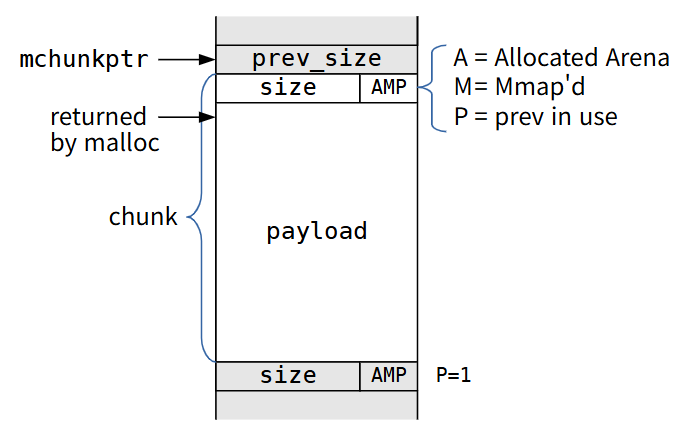 mchunkptr
prev_size
A = Allocated Arena
size
AMP
M= Mmap'd
P = prev in use
returned
by malloc
chunk
payload
size
AMP
P=1